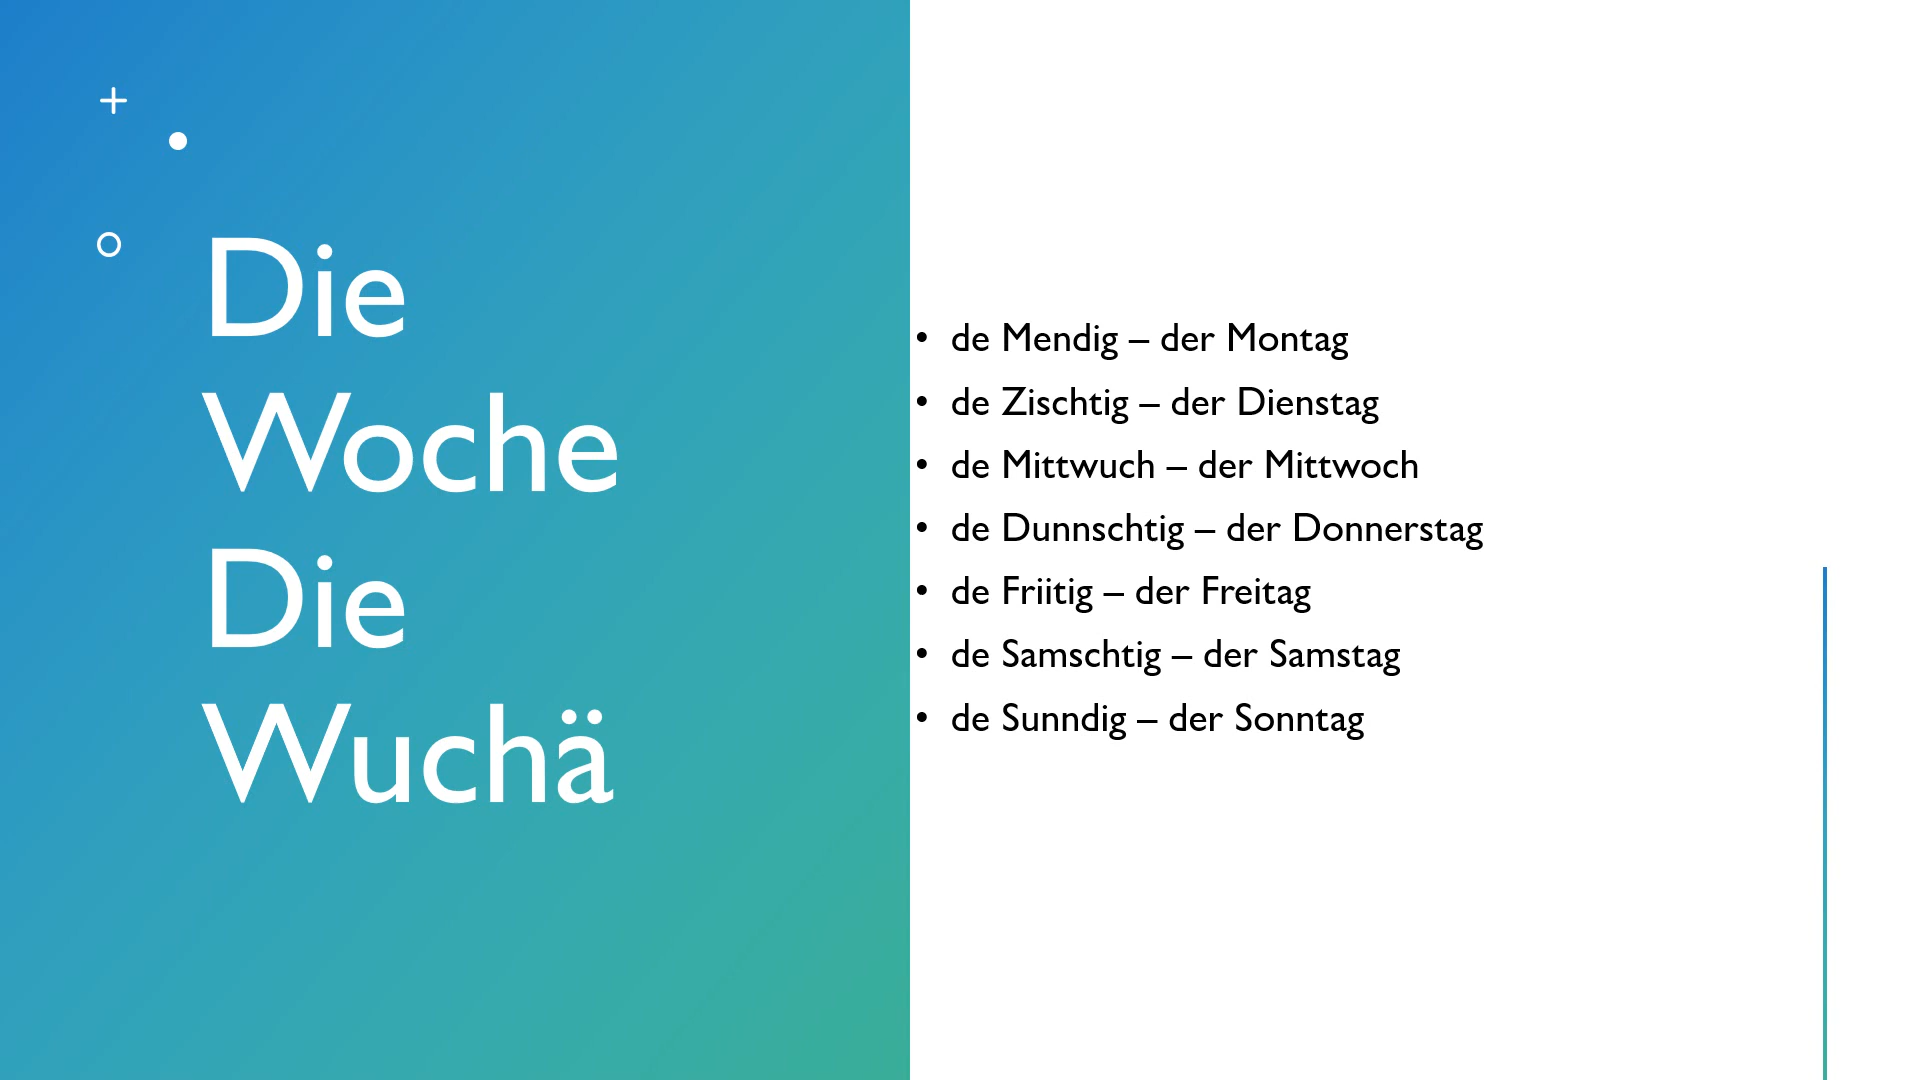 Die
Woche
Die
Wuchä
• de Mendig – der Montag
• de Zischtig – der Dienstag
• de Mittwuch – der Mittwoch
• de Dunnschtig – der Donnerstag
• de Friitig – der Freitag
• de Samschtig – der Samstag
• de Sunndig – der Sonntag